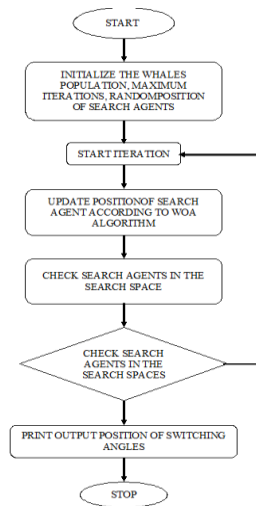 START
INITIALIZE THE WHALES
POPULATION, MAXIMUM
ITERATIONS, RANDOMPOSITION
OF SEARCH AGENTS
START ITERATION
UPDATE POSITIONOF SEARCH
AGENT ACCORDING TO WOA
ALGORITHM
CHECK SEARCH AGENTS IN THE
SEARCH SPACE
CHECK SEARCH
AGENTS IN THE
SEARCH SPACES
PRINT OUTPUT POSITION OF SWITCHING
ANGLES
STOP